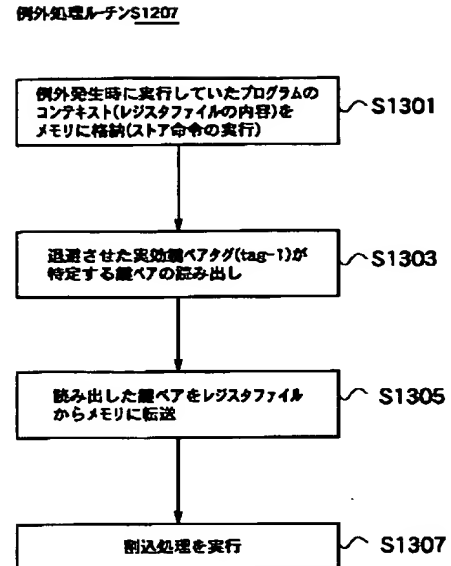 例外処理ルーチンS1207
例外発生時に実行していたプログラムの
コンテキスト(レジスタファイルの内容)を
メモリに格納(ストア命令の実行)
S1301
退避させた実効鍵ペアタグ(tag-1)が
特定する鍵ペアの読み出し
S1303
読み出した鍵ペアをレジスタファイル
からメモリに転送
S1305
割込処理を実行
S1307